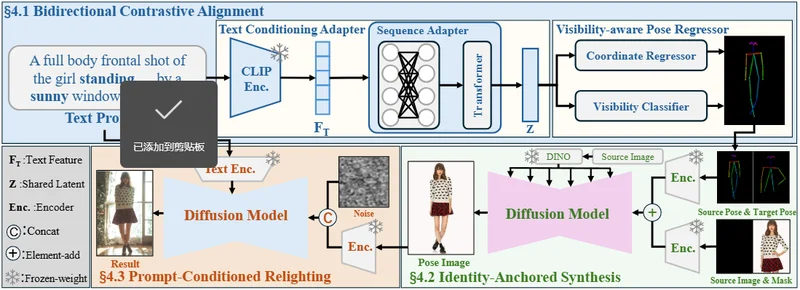 §4.1 Bidirectional Contrastive Alignment
A full body frontal shot of
the girl standing by a
sunny window
Text Pro
Text Conditioning Adapter
CLIP
Enc.
F_T
Sequence Adapter
Transformer
Z
Visibility-aware Pose Regressor
Coordinate Regressor
Visibility Classifier
已添加到剪贴板
F_T :Text Feature
Z :Shared Latent
Enc. :Encoder
C :Concat
+ :Element-add
:Frozen-weight
Text Enc.
Diffusion Model
Noise
C
Enc.
Result
§4.3 Prompt-Conditioned Relighting
DINO
Source Image
Diffusion Model
Pose Image
§4.2 Identity-Anchored Synthesis
+
Enc.
Enc.
Source Pose & Target Pose
Source Image & Mask